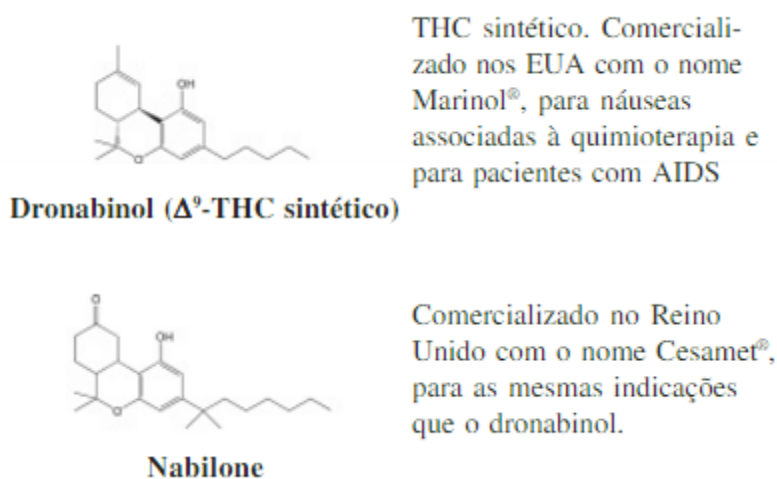 THC sintético. Comerciali-
zado nos EUA com o nome
Marinol®, para náuseas
associadas à quimioterapia e
para pacientes com AIDS
OH
O
Dronabinol (Δ⁹-THC sintético)
O
OH
O
Comercializado no Reino
Unido com o nome Cesamet®,
para as mesmas indicações
que o dronabinol.
Nabilone